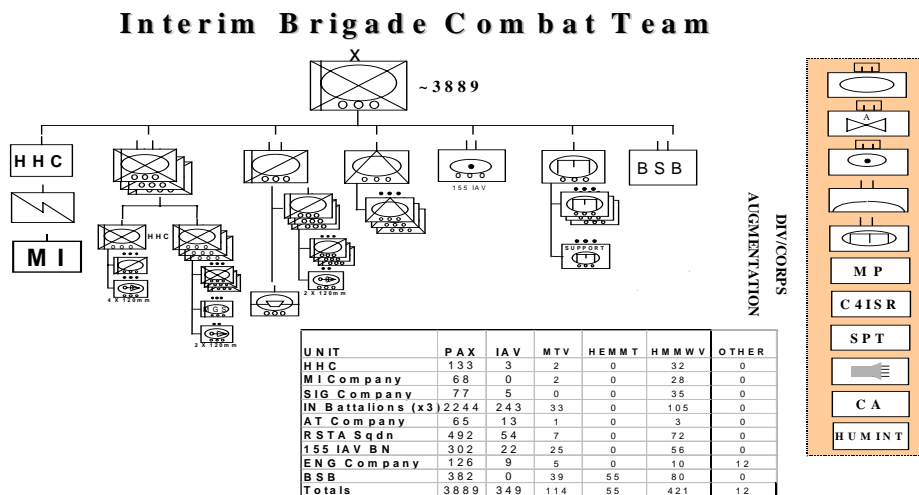 Interim Brigade Combat Team
X
~3889
HHC
MI
155 IAV
BSB
HHC
4 X 120mm
GS
2 X 120mm
2 X 120mm
SUPPORT
DIV/CORPS
AUGMENTATION
A
MP
C4ISR
SPT
CA
HUMINT
UNIT PAX IAV MTV HEMMT HMMWV OTHER
HHC 133 3 2 0 32 0
MI Company 68 0 2 0 28 0
SIG Company 77 5 0 0 35 0
IN Battalions (x3) 2244 243 33 0 105 0
AT Company 65 13 1 0 3 0
RSTA Sqdn 492 54 7 0 72 0
155 IAV BN 302 22 25 0 56 0
ENG Company 126 9 5 0 10 12
BSB 382 0 39 55 80 0
Totals 3889 349 114 55 421 12